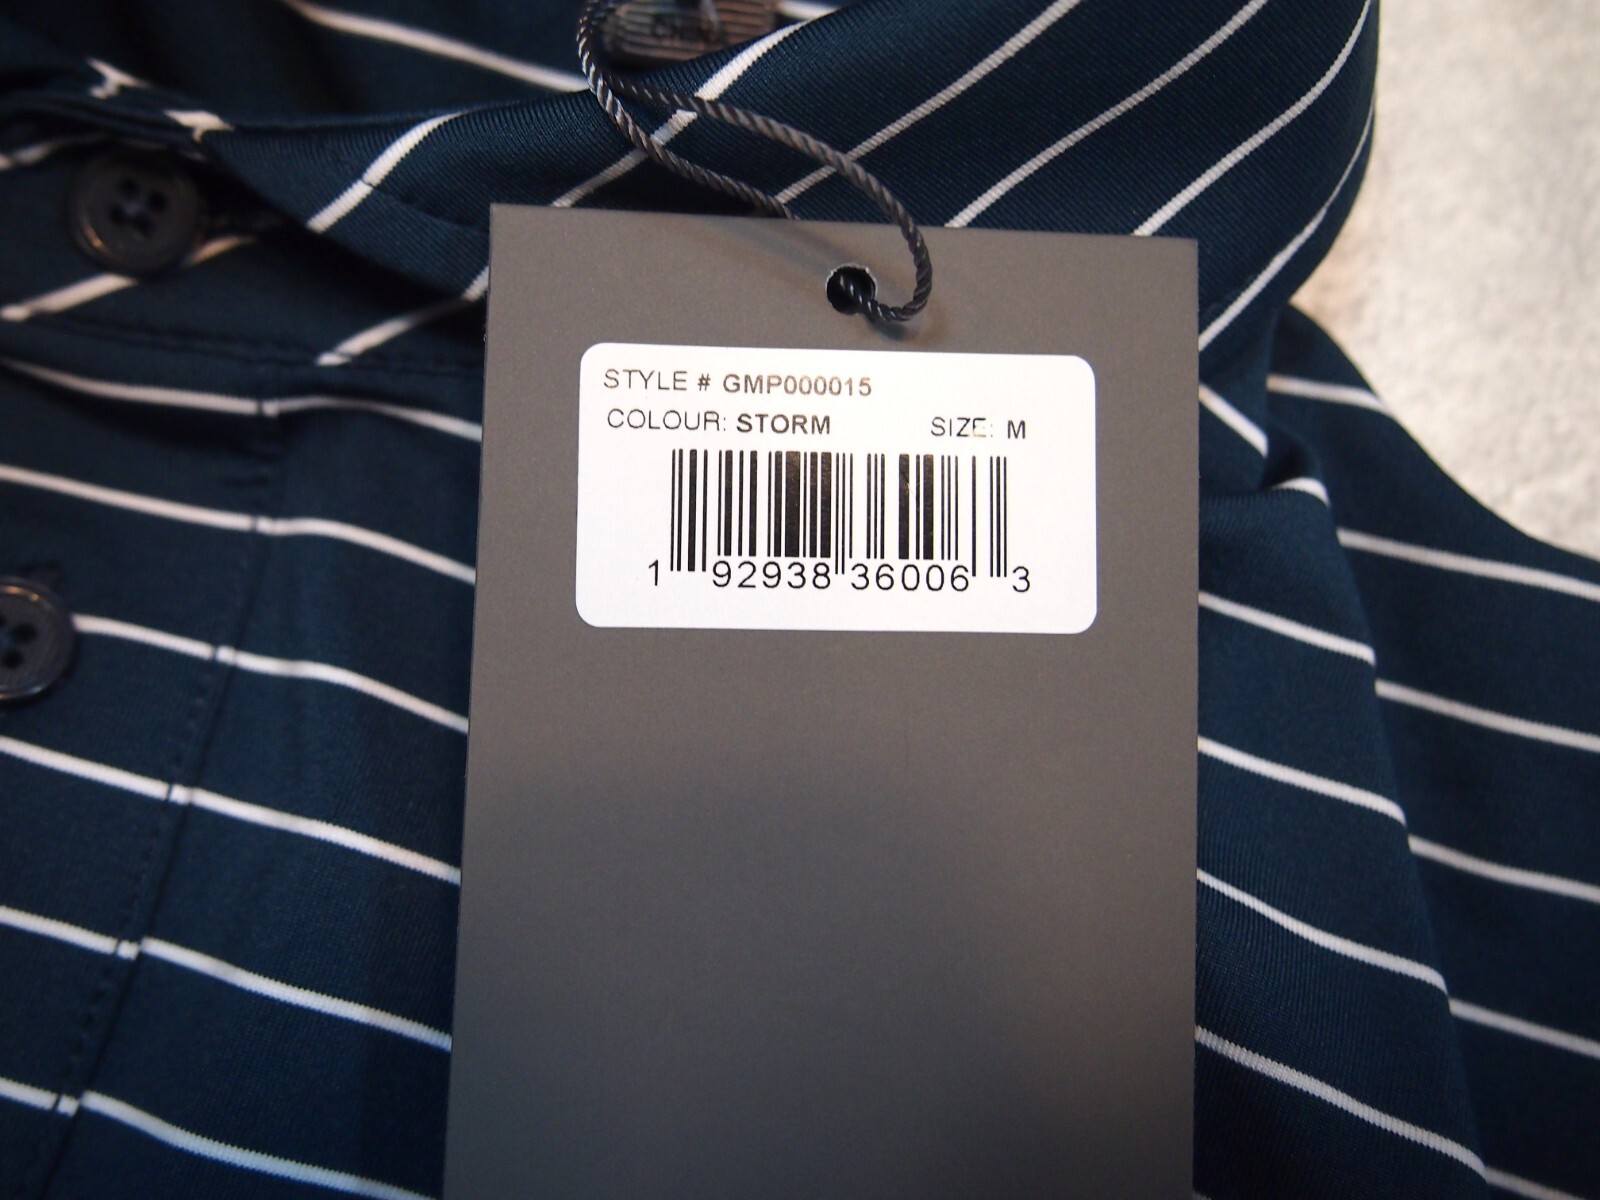 STYLE # GMP000015
COLOUR: STORM SIZE: M
1 92938 36006 3